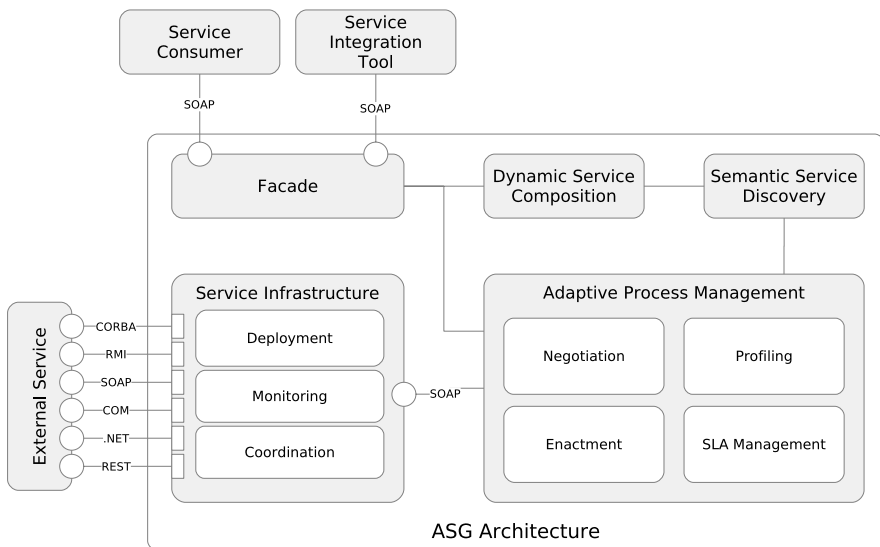 Service
Consumer
Service
Integration
Tool
SOAP
SOAP
Facade
Dynamic Service
Composition
Semantic Service
Discovery
Service Infrastructure
Adaptive Process Management
External Service
CORBA
RMI
SOAP
COM
.NET
REST
Deployment
Monitoring
Coordination
SOAP
Negotiation
Profiling
Enactment
SLA Management
ASG Architecture